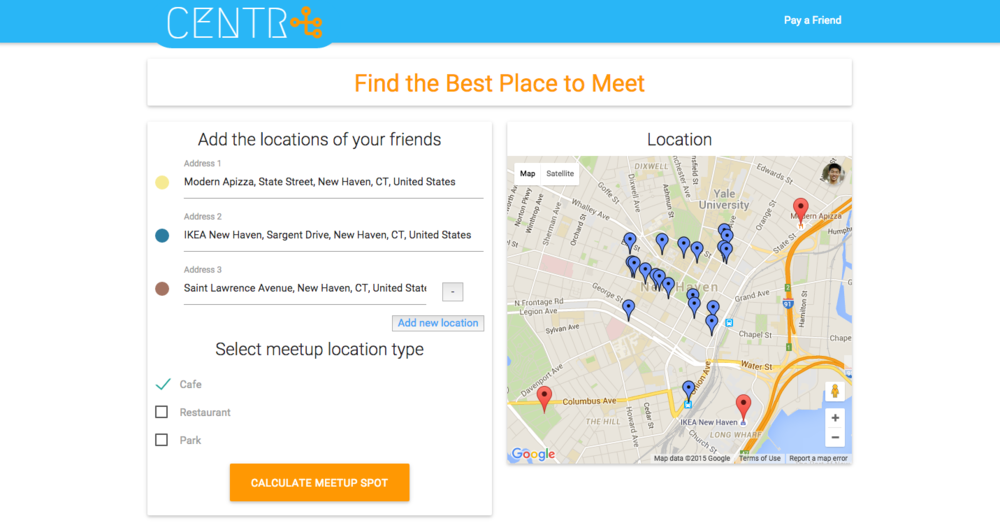 CENTR
Pay a Friend
Find the Best Place to Meet
Add the locations of your friends
Address 1
Modern Apizza, State Street, New Haven, CT, United States
Address 2
IKEA New Haven, Sargent Drive, New Haven, CT, United States
Address 3
Saint Lawrence Avenue, New Haven, CT, United State
-
Add new location
Select meetup location type
Cafe
Restaurant
Park
CALCULATE MEETUP SPOT
Location
Map
Satellite
DIXWELL
Yale
University
Edwards St
Goffe St
Whalley Ave
Dixwell Ave
Ashmun St
Winthrop Ave
Norton Pkwy
Sherman Ave
Orchard St
Orange St
State St
Modern Apizza
New Haven
George St
N Frontage Rd
Legion Ave
Sylvan Ave
Grand Ave
Hamilton St
Chapel St
Water St
Union Ave
Davenport Ave
Columbus Ave
THE HILL
Howard Ave
Cedar St
Church St
IKEA New Haven
LONG WHARF
+
−
Google
Map data ©2015 Google
Terms of Use
Report a map error